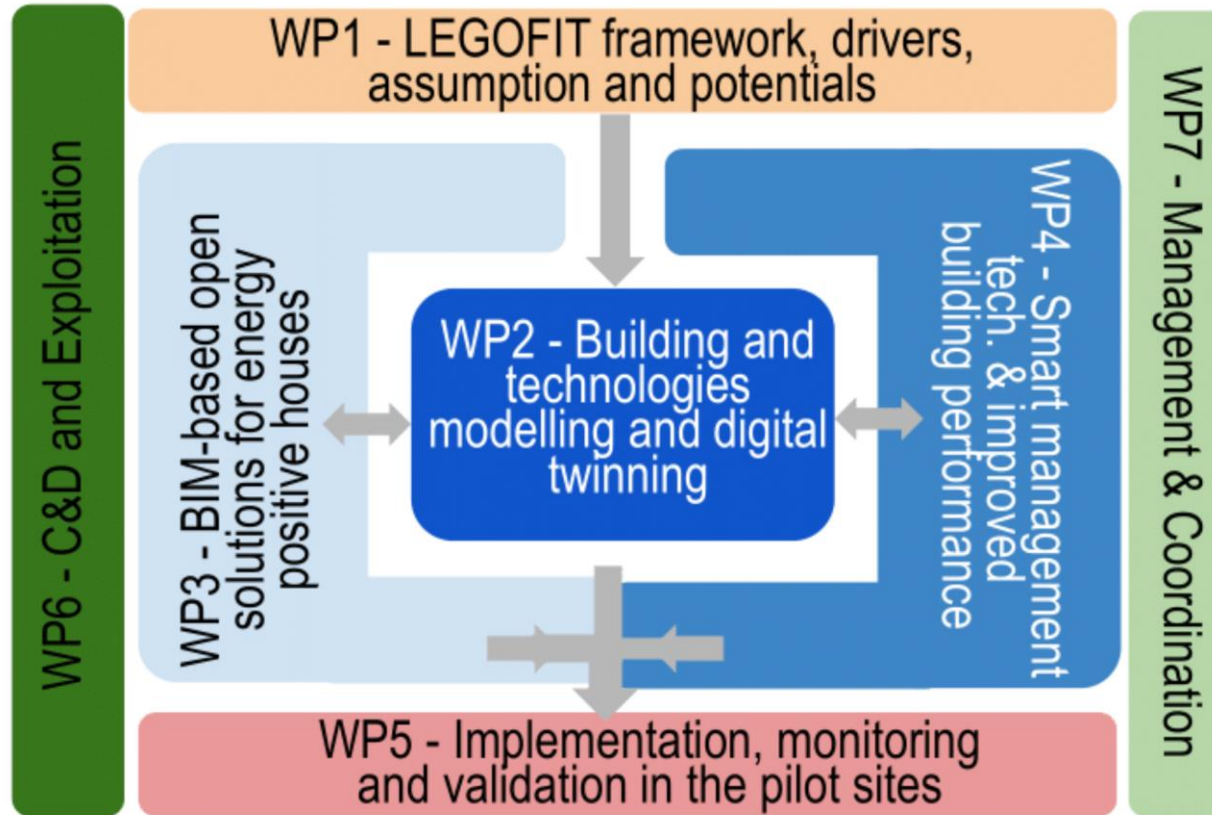 WP1 - LEGOFIT framework, drivers,
assumption and potentials
WP6 - C&D and Exploitation
WP3 - BIM-based open
solutions for energy
positive houses
WP2 - Building and
technologies
modelling and digital
twinning
WP4 - Smart management
tech. & improved
building performance
WP7 - Management & Coordination
WP5 - Implementation, monitoring
and validation in the pilot sites